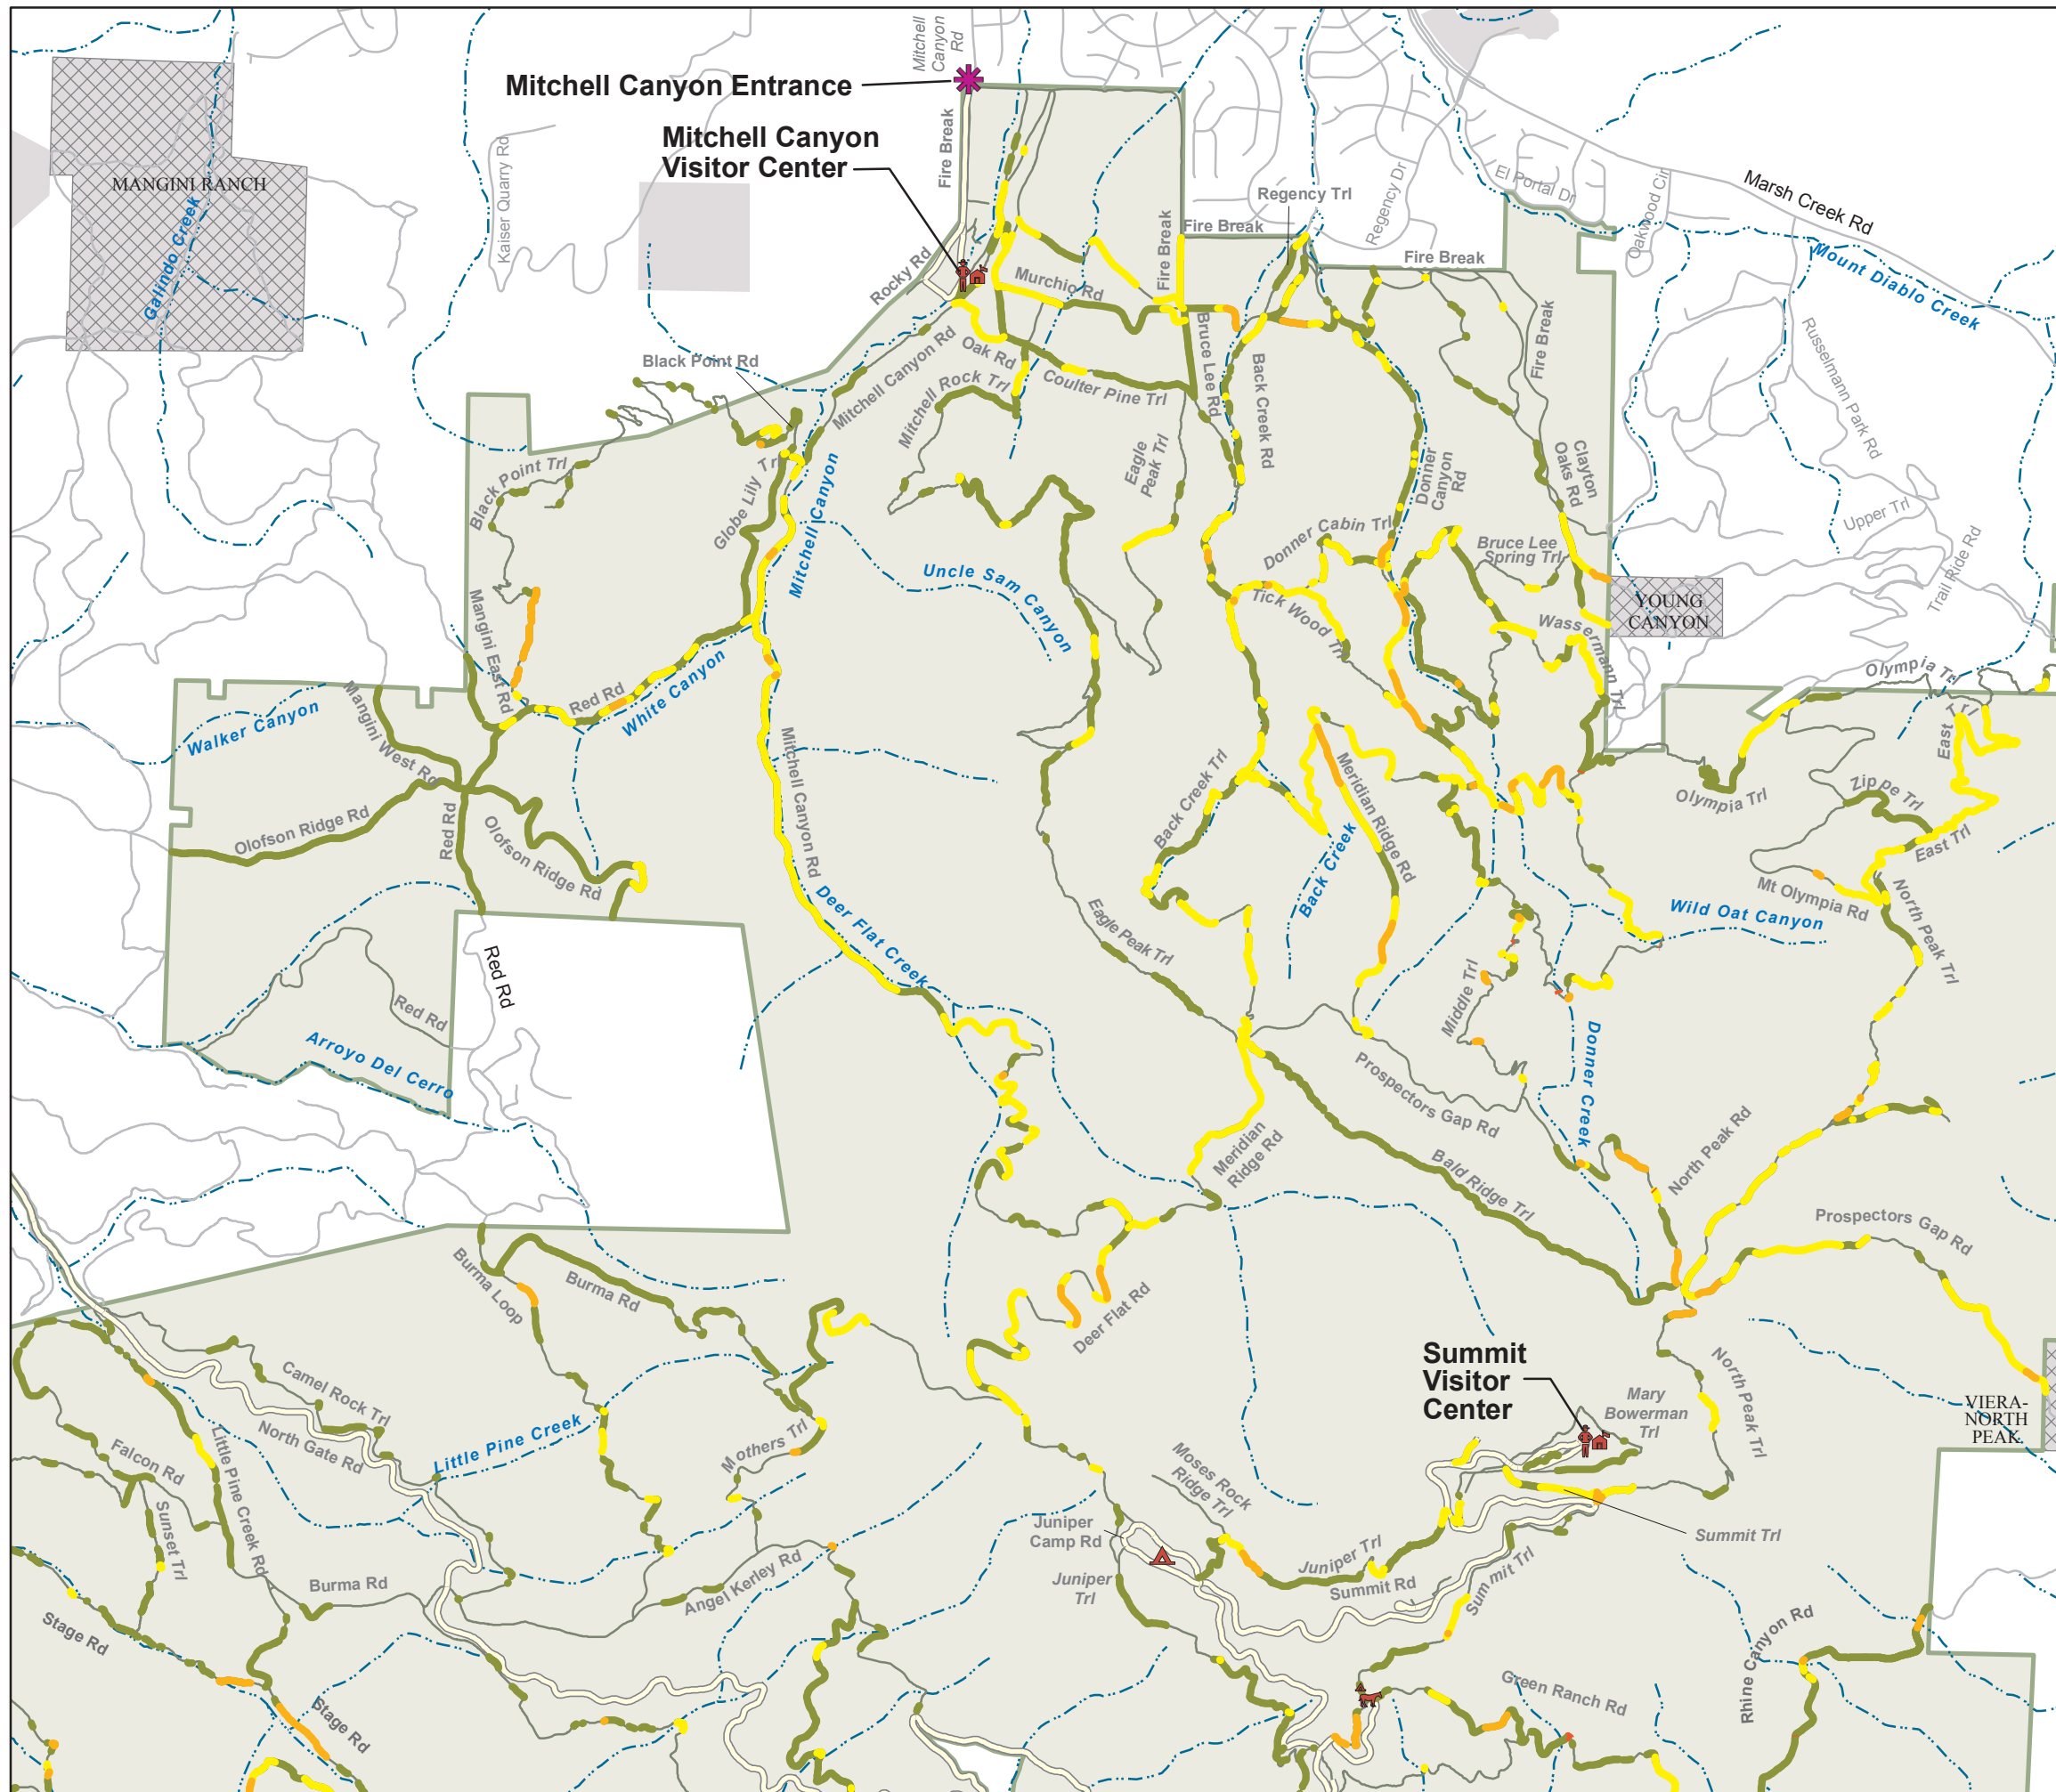 Mitchell
Canyon
Rd
Mitchell Canyon Entrance
Mitchell Canyon
Visitor Center
Fire Break
Kaiser Quarry Rd
MANGINI RANCH
Galindo Creek
Regency Trl
Regency Dr
El Portal Dr
Oakwood Cir
Marsh Creek Rd
Mount Diablo Creek
Fire Break
Fire Break
Fire Break
Fire Break
Rocky Rd
Murchio Rd
Russelmann Park Rd
Black Point Rd
Mitchell Canyon Rd
Oak Rd
Mitchell Rock Trl
Coulter Pine Trl
Bruce Lee Rd
Back Creek Rd
Eagle
Peak Trl
Donner
Canyon
Rd
Clayton
Oaks Rd
Black Point Trl
Globe Lily Trl
Mitchell Canyon
Upper Trl
Trail Ride Rd
Donner Cabin Trl
Bruce Lee
Spring Trl
Uncle Sam Canyon
Tick Wood Trl
YOUNG
CANYON
Wassermann Trl
Mangini East Rd
Red Rd
White Canyon
Olympia Trl
Walker Canyon
Mangini West Rd
East Trl
Mitchell Canyon Rd
Back Creek Trl
Meridian Ridge Rd
Olympia Trl
Zippe Trl
Olofson Ridge Rd
Red Rd
Olofson Ridge Rd
East Trl
Back Creek
Mt Olympia Rd
Deer Flat Creek
Eagle Peak Trl
Wild Oat Canyon
North Peak Trl
Red Rd
Red Rd
Middle Trl
Arroyo Del Cerro
Donner Creek
Prospectors Gap Rd
Meridian
Ridge Rd
North Peak Rd
Bald Ridge Trl
Prospectors Gap Rd
Burma Loop
Burma Rd
Deer Flat Rd
Summit
Visitor
Center
Mary
Bowerman
Trl
North Peak Trl
VIERA-
NORTH
PEAK
Camel Rock Trl
North Gate Rd
Falcon Rd
Little Pine Creek Rd
Little Pine Creek
Mothers Trl
Moses Rock
Ridge Trl
Sunset Trl
Juniper
Camp Rd
Summit Trl
Juniper Trl
Summit Rd
Summit Trl
Juniper
Trl
Burma Rd
Angel Kerley Rd
Stage Rd
Rhine Canyon Rd
Green Ranch Rd
Stage Rd